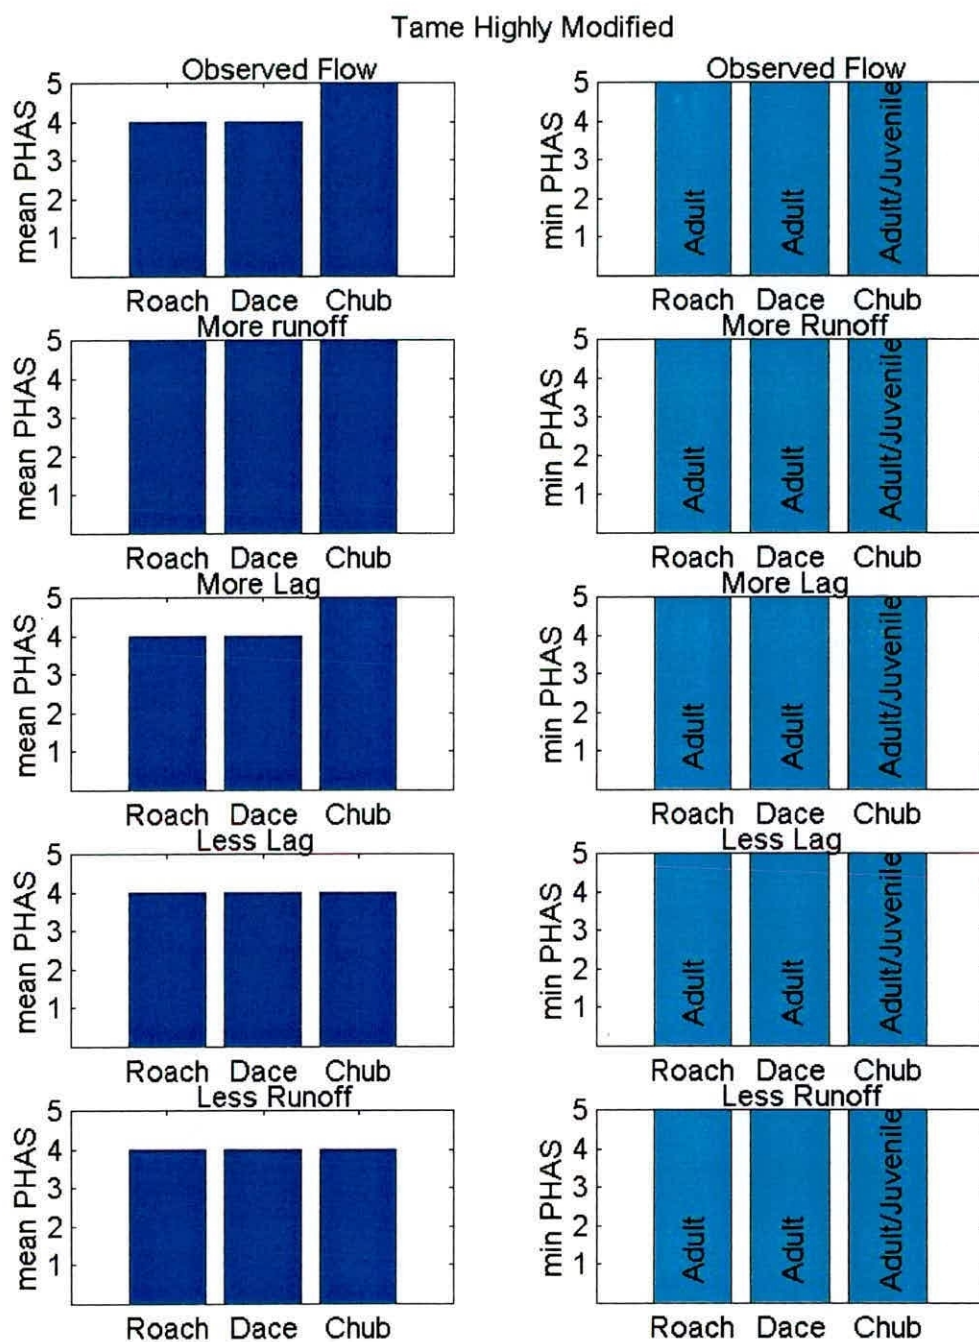 Tame Highly Modified
Observed Flow
mean PHAS
5
4
3
2
1
Roach Dace Chub
Observed Flow
min PHAS
5
4
3
2
1
Adult
Adult
Adult/Juvenile
Roach Dace Chub
More runoff
mean PHAS
5
4
3
2
1
Roach Dace Chub
More Runoff
min PHAS
5
4
3
2
1
Adult
Adult
Adult/Juvenile
Roach Dace Chub
More Lag
mean PHAS
5
4
3
2
1
Roach Dace Chub
More Lag
min PHAS
5
4
3
2
1
Adult
Adult
Adult/Juvenile
Roach Dace Chub
Less Lag
mean PHAS
5
4
3
2
1
Roach Dace Chub
Less Lag
min PHAS
5
4
3
2
1
Adult
Adult
Adult/Juvenile
Roach Dace Chub
Less Runoff
mean PHAS
5
4
3
2
1
Roach Dace Chub
Less Runoff
min PHAS
5
4
3
2
1
Adult
Adult
Adult/Juvenile
Roach Dace Chub